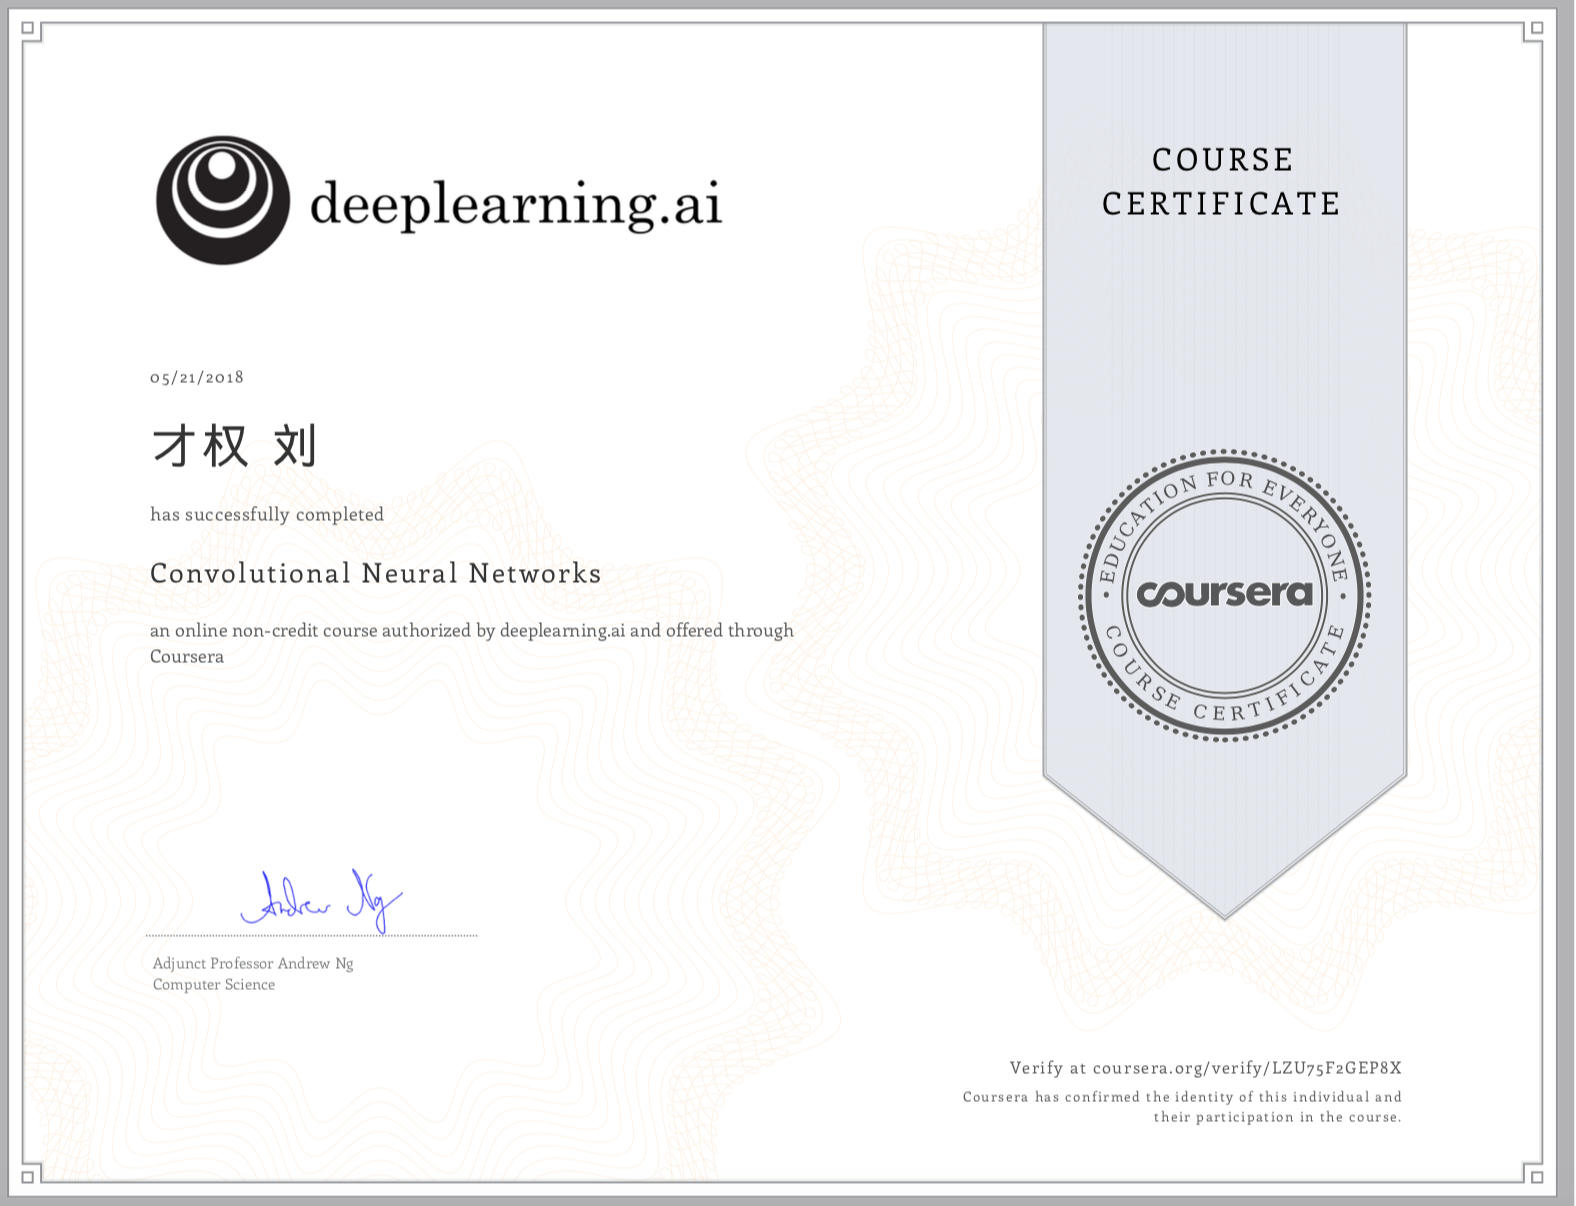 deeplearning.ai
COURSE
CERTIFICATE
05/21/2018
才权 刘
has successfully completed
Convolutional Neural Networks
an online non-credit course authorized by deeplearning.ai and offered through
Coursera
EDUCATION FOR EVERYONE
coursera
COURSE CERTIFICATE
Andrew Ng
Adjunct Professor Andrew Ng
Computer Science
Verify at coursera.org/verify/LZU75F2GEP8X
Coursera has confirmed the identity of this individual and
their participation in the course.